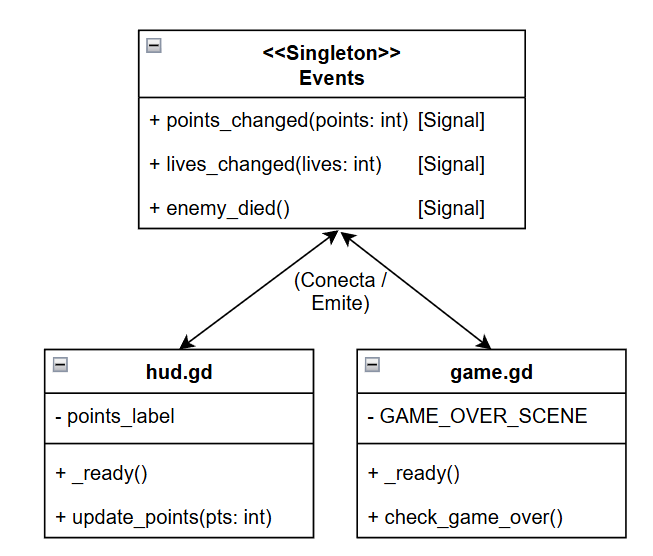 <<Singleton>>
Events
+ points_changed(points: int) [Signal]
+ lives_changed(lives: int) [Signal]
+ enemy_died() [Signal]
(Conecta /
Emite)
hud.gd
- points_label
+ _ready()
+ update_points(pts: int)
game.gd
- GAME_OVER_SCENE
+ _ready()
+ check_game_over()